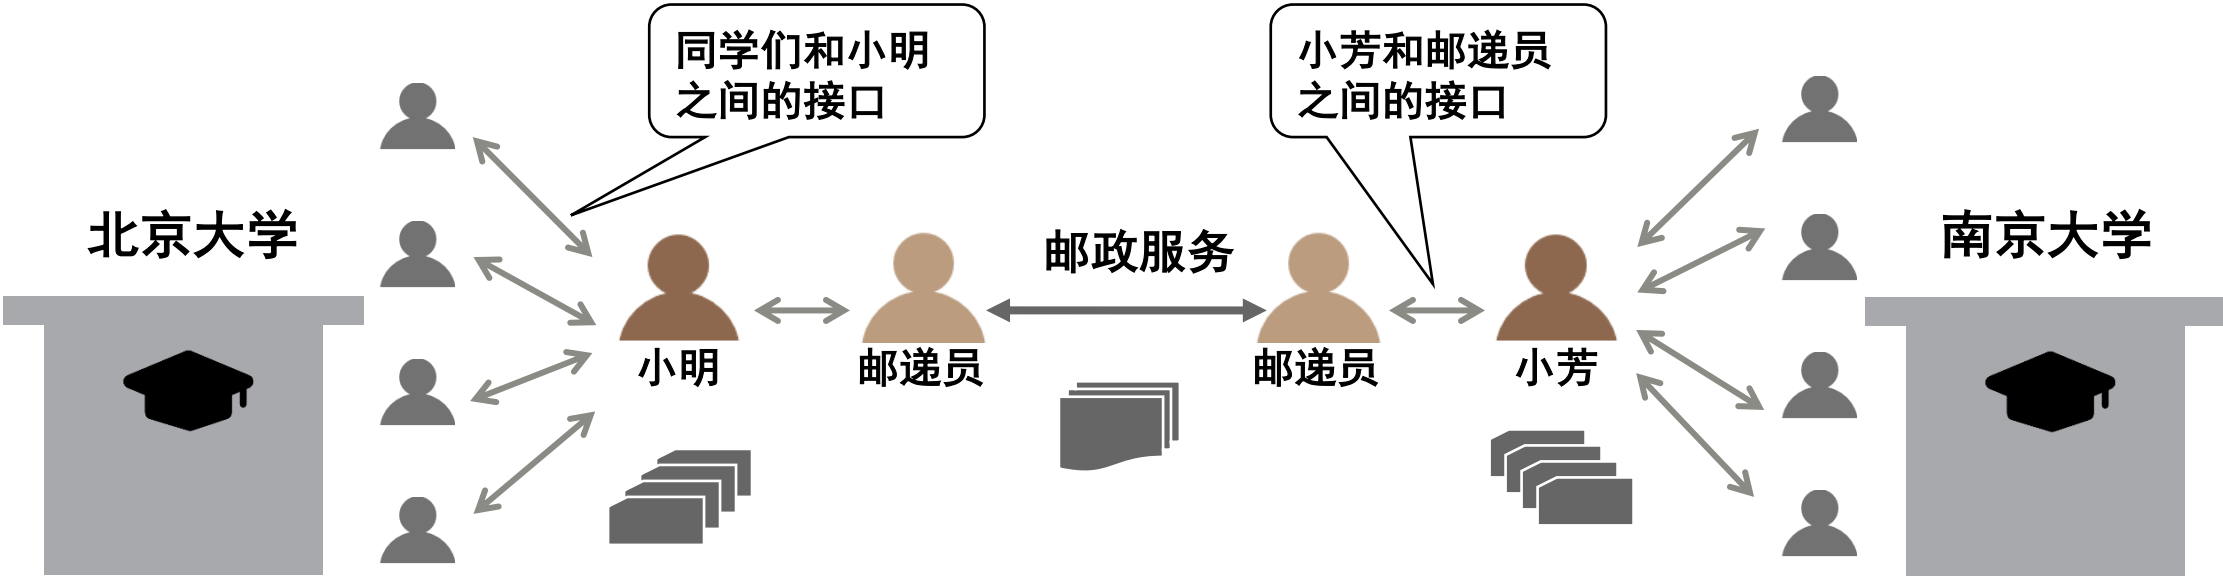 同学们和小明
之间的接口
小芳和邮递员
之间的接口
北京大学
邮政服务
南京大学
小明
邮递员
邮递员
小芳